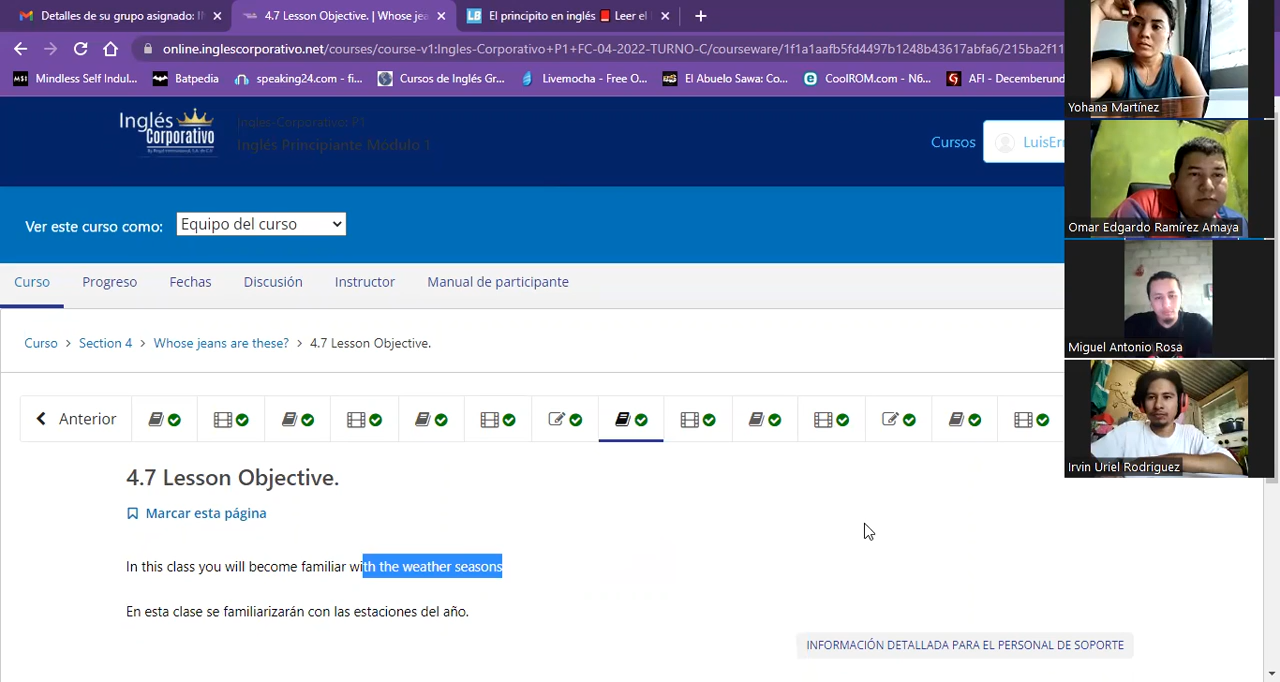 Detalles de su grupo asignado: I
4.7 Lesson Objective. | Whose jea
LB El principito en inglés 📕 Leer el
online.inglescorporativo.net/courses/course-v1:Ingles-Corporativo+P1+FC-04-2022-TURNO-C/courseware/1f1a1aafb5fd4497b1248b43617abfa6/215ba2f11
Mindless Self Indul...
Batpedia
speaking24.com - fi...
Cursos de Inglés Gr...
Livemocha - Free O...
El Abuelo Sawa: Co...
CoolROM.com - N6...
AFI - Decemberund
Inglés
Corporativo
Ingles-Corporativo: P1
Inglés Principiante Módulo 1
Cursos
LuisEr
Ver este curso como:
Equipo del curso
Curso
Progreso
Fechas
Discusión
Instructor
Manual de participante
Curso > Section 4 > Whose jeans are these? > 4.7 Lesson Objective.
Anterior
4.7 Lesson Objective.
Marcar esta página
In this class you will become familiar with the weather seasons
En esta clase se familiarizarán con las estaciones del año.
INFORMACIÓN DETALLADA PARA EL PERSONAL DE SOPORTE
Yohana Martínez
Omar Edgardo Ramírez Amaya
Miguel Antonio Rosa
Irvin Uriel Rodriguez